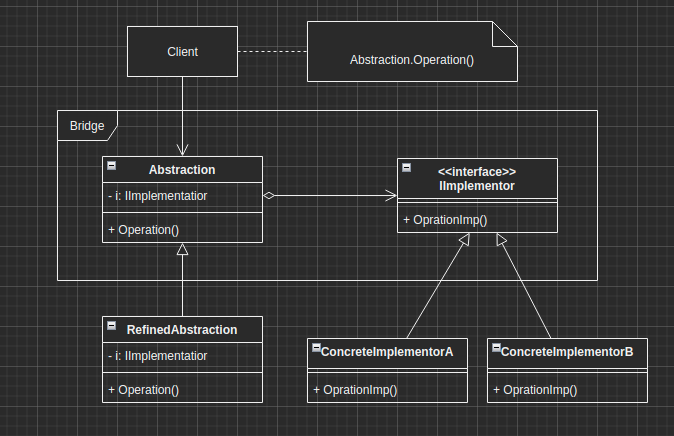 Client
Abstraction.Operation()
Bridge
Abstraction
- i: IImplementatior
+ Operation()
<<interface>>
IImplementor
+ OprationImp()
RefinedAbstraction
- i: IImplementatior
+ Operation()
ConcreteImplementorA
+ OprationImp()
ConcreteImplementorB
+ OprationImp()